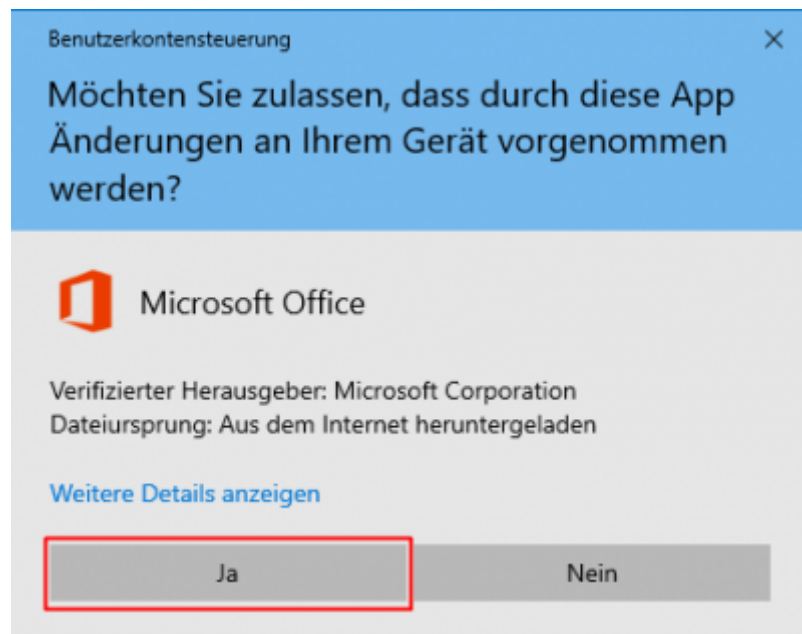 Benutzerkontensteuerung
Möchten Sie zulassen, dass durch diese App
Änderungen an Ihrem Gerät vorgenommen
werden?
Microsoft Office
Verifizierter Herausgeber: Microsoft Corporation
Dateiursprung: Aus dem Internet heruntergeladen
Weitere Details anzeigen
Ja Nein